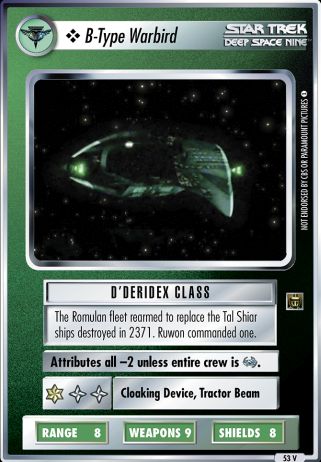 B-Type Warbird
STAR TREK
DEEP SPACE NINE
NOT ENDORSED BY CBS OR PARAMOUNT PICTURES
D'DERIDEX CLASS
The Romulan fleet rearmed to replace the Tal Shiar
ships destroyed in 2371. Ruwon commanded one.
Attributes all –2 unless entire crew is
Cloaking Device, Tractor Beam
RANGE 8
WEAPONS 9
SHIELDS 8
53 V